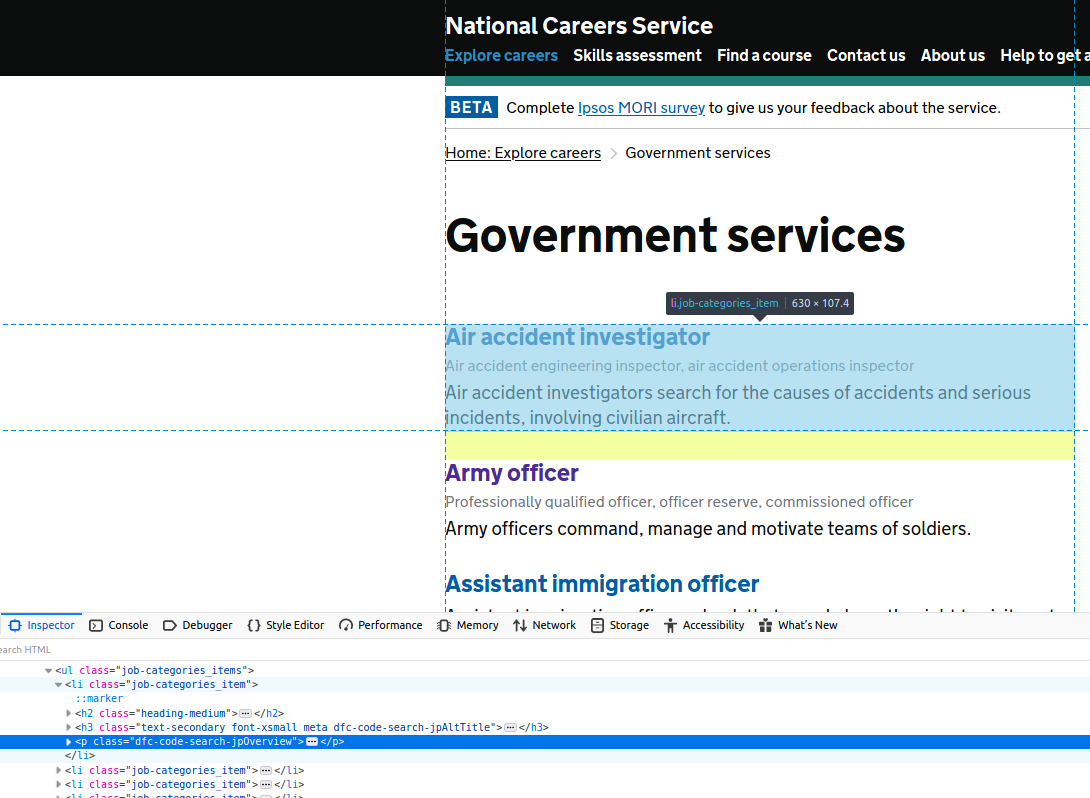 National Careers Service
Explore careers Skills assessment Find a course Contact us About us Help to get a
BETA Complete Ipsos MORI survey to give us your feedback about the service.
Home: Explore careers Government services
Government services
li.job-categories_item 630 × 107.4
Air accident investigator
Air accident engineering inspector, air accident operations inspector
Air accident investigators search for the causes of accidents and serious
incidents, involving civilian aircraft.
Army officer
Professionally qualified officer, officer reserve, commissioned officer
Army officers command, manage and motivate teams of soldiers.
Assistant immigration officer
Inspector Console Debugger {} Style Editor Performance Memory Network Storage Accessibility What's New
earch HTML
<ul class="job-categories_items">
<li class="job-categories_item">
::marker
<h2 class="heading-medium"></h2>
<h3 class="text-secondary font-xsmall meta dfc-code-search-jpAltTitle"></h3>
<p class="dfc-code-search-jpOverview"></p>
</li>
<li class="job-categories_item"></li>
<li class="job-categories_item"></li>
<li class="job-categories_item"></li>